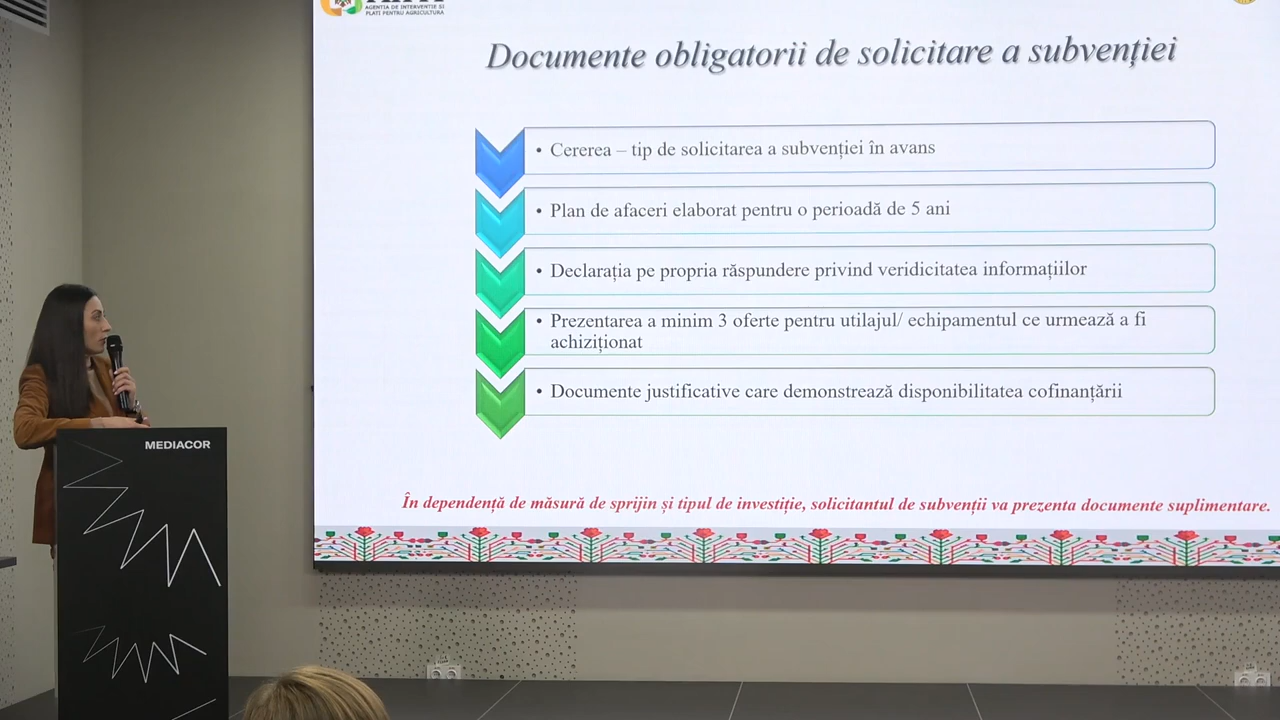 AGENȚIA DE INTERVENȚIE ȘI
PLĂȚI PENTRU AGRICULTURĂ
Documente obligatorii de solicitare a subvenției
• Cererea – tip de solicitarea a subvenției în avans
• Plan de afaceri elaborat pentru o perioadă de 5 ani
• Declarația pe propria răspundere privind veridicitatea informațiilor
• Prezentarea a minim 3 oferte pentru utilajul/ echipamentul ce urmează a fi
achiziționat
• Documente justificative care demonstrează disponibilitatea cofinanțării
În dependență de măsură de sprijin și tipul de investiție, solicitantul de subvenții va prezenta documente suplimentare.
MEDIACOR